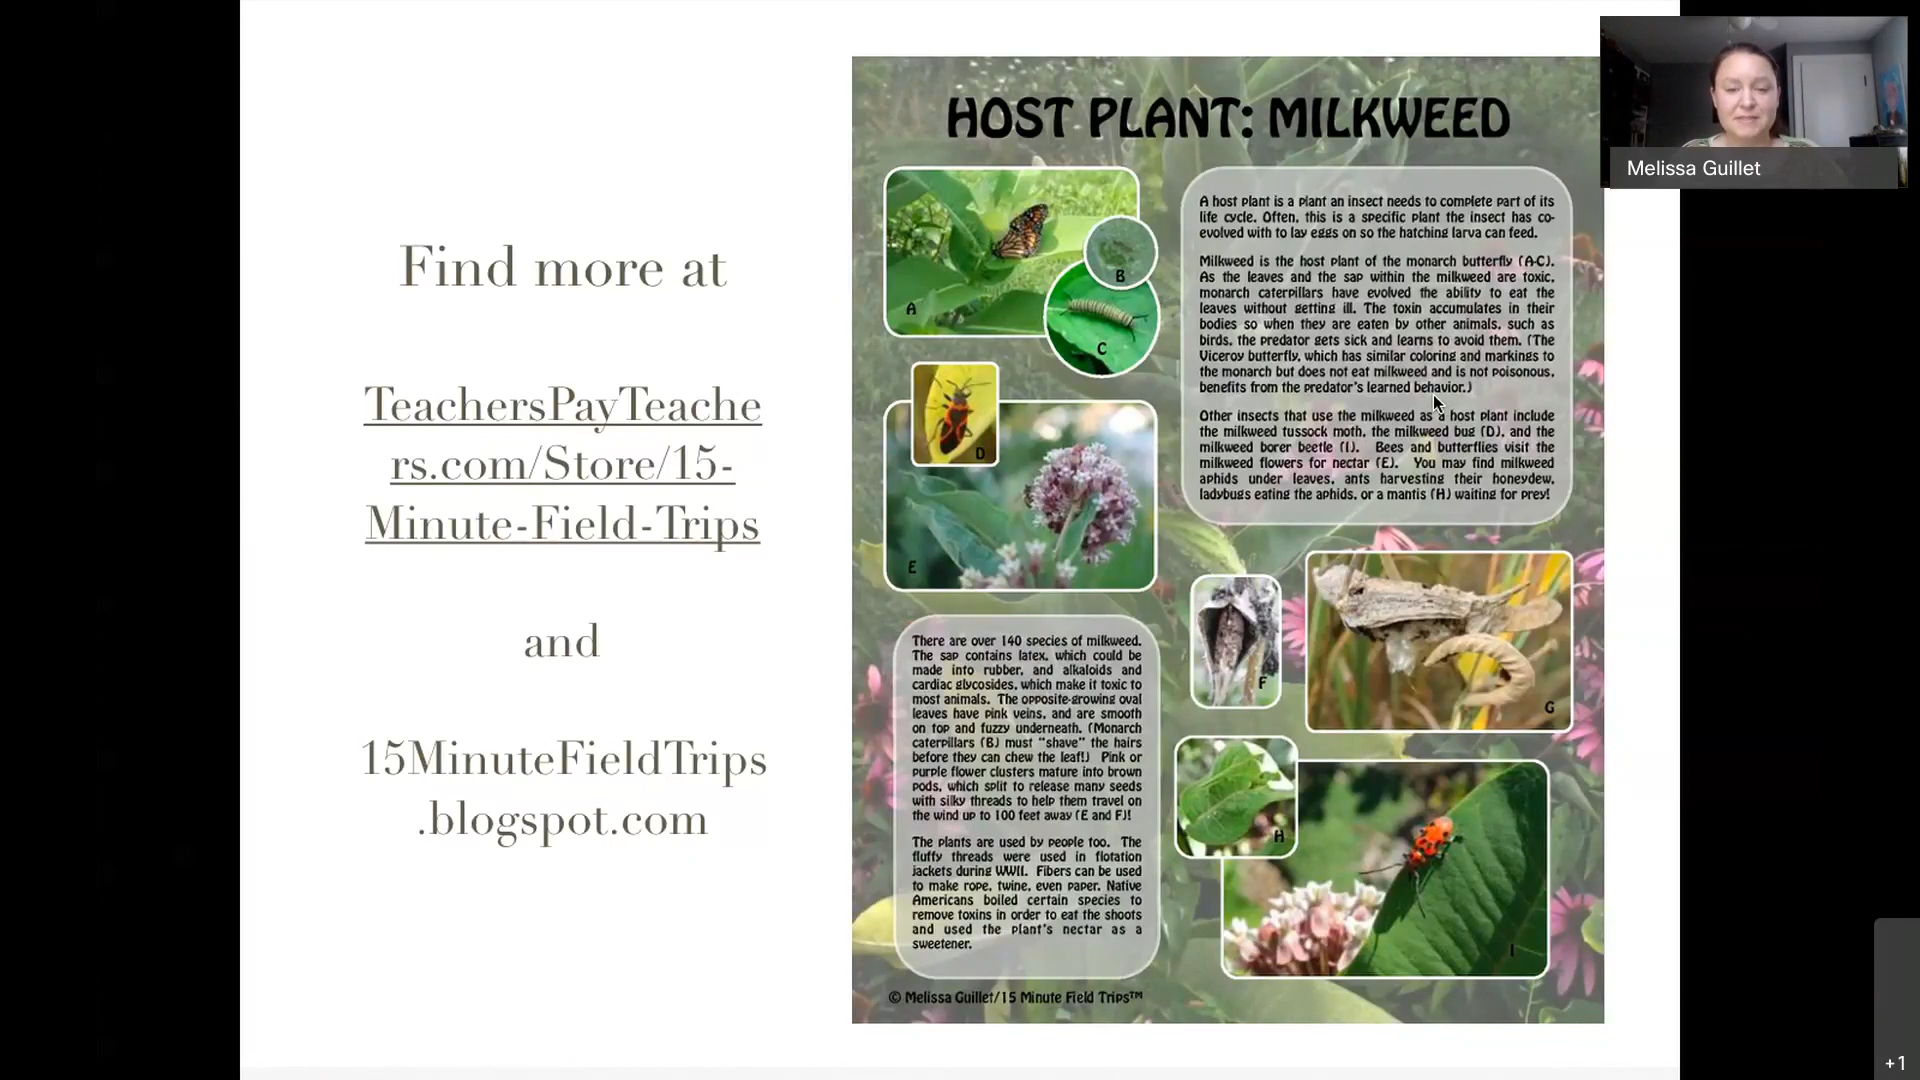 Find more at
TeachersPayTeache
rs.com/Store/15-
Minute-Field-Trips
and
15MinuteFieldTrips
.blogspot.com
HOST PLANT: MILKWEED
A
B
C
A host plant is a plant an insect needs to complete part of its
life cycle. Often, this is a specific plant the insect has co-
evolved with to lay eggs on so the hatching larva can feed.
Milkweed is the host plant of the monarch butterfly (A-C).
As the leaves and the sap within the milkweed are toxic,
monarch caterpillars have evolved the ability to eat the
leaves without getting ill. The toxin accumulates in their
bodies so when they are eaten by other animals, such as
birds, the predator gets sick and learns to avoid them. (The
Viceroy butterfly, which has similar coloring and markings to
the monarch but does not eat milkweed and is not poisonous,
benefits from the predator's learned behavior.)
Other insects that use the milkweed as a host plant include
the milkweed tussock moth, the milkweed bug (D), and the
milkweed borer beetle (I). Bees and butterflies visit the
milkweed flowers for nectar (E). You may find milkweed
aphids under leaves, ants harvesting their honeydew,
ladybugs eating the aphids, or a mantis (H) waiting for prey!
D
E
There are over 140 species of milkweed.
The sap contains latex, which could be
made into rubber, and alkaloids and
cardiac glycosides, which make it toxic to
most animals. The opposite-growing oval
leaves have pink veins, and are smooth
on top and fuzzy underneath. (Monarch
caterpillars (B) must "shave" the hairs
before they can chew the leaf!) Pink or
purple flower clusters mature into brown
pods, which split to release many seeds
with silky threads to help them travel on
the wind up to 100 feet away (E and F)!
The plants are used by people too. The
fluffy threads were used in flotation
jackets during WWII. Fibers can be used
to make rope, twine, even paper. Native
Americans boiled certain species to
remove toxins in order to eat the shoots
and used the plant's nectar as a
sweetener.
F
G
H
I
© Melissa Guillet/15 Minute Field Trips™
Melissa Guillet
+1